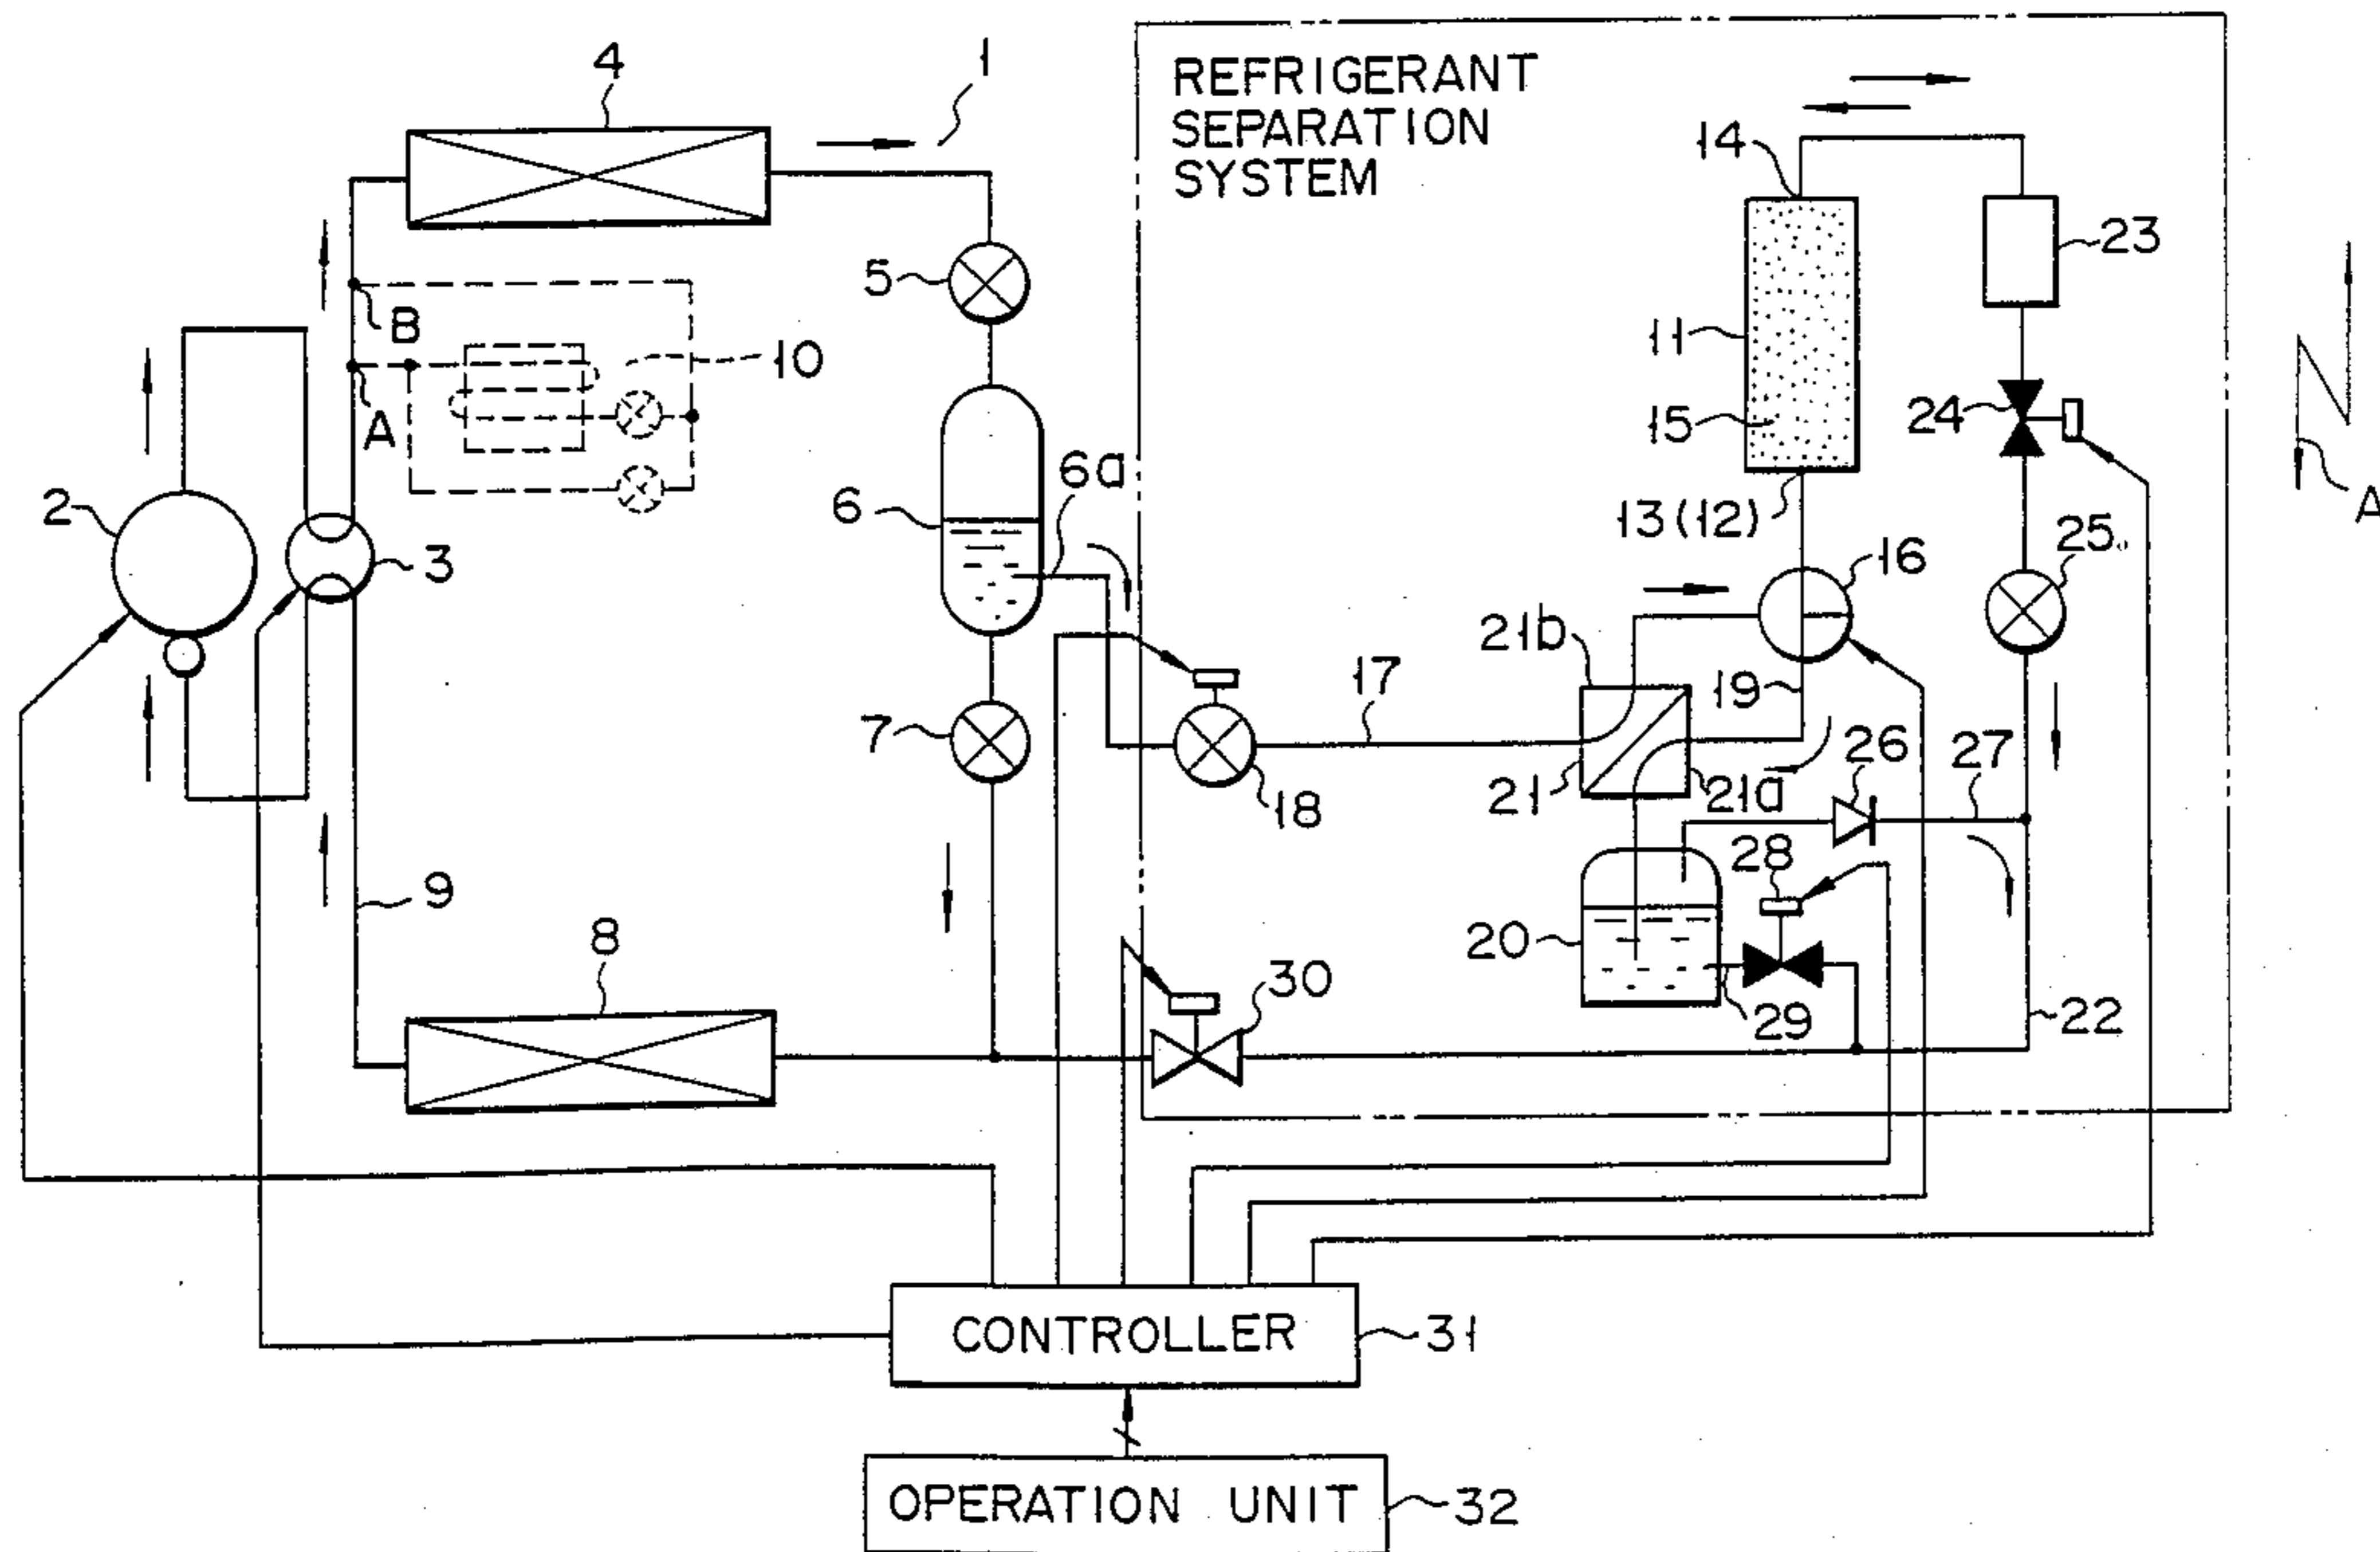 4
1
REFRIGERANT
SEPARATION
SYSTEM
14
23
5
B
11
10
A
24
15
6a
2
6
13(12)
25
A
3
16
21b
17
19
7
26
27
18
21
21a
28
9
8
20
30
29
22
CONTROLLER
31
OPERATION UNIT
32